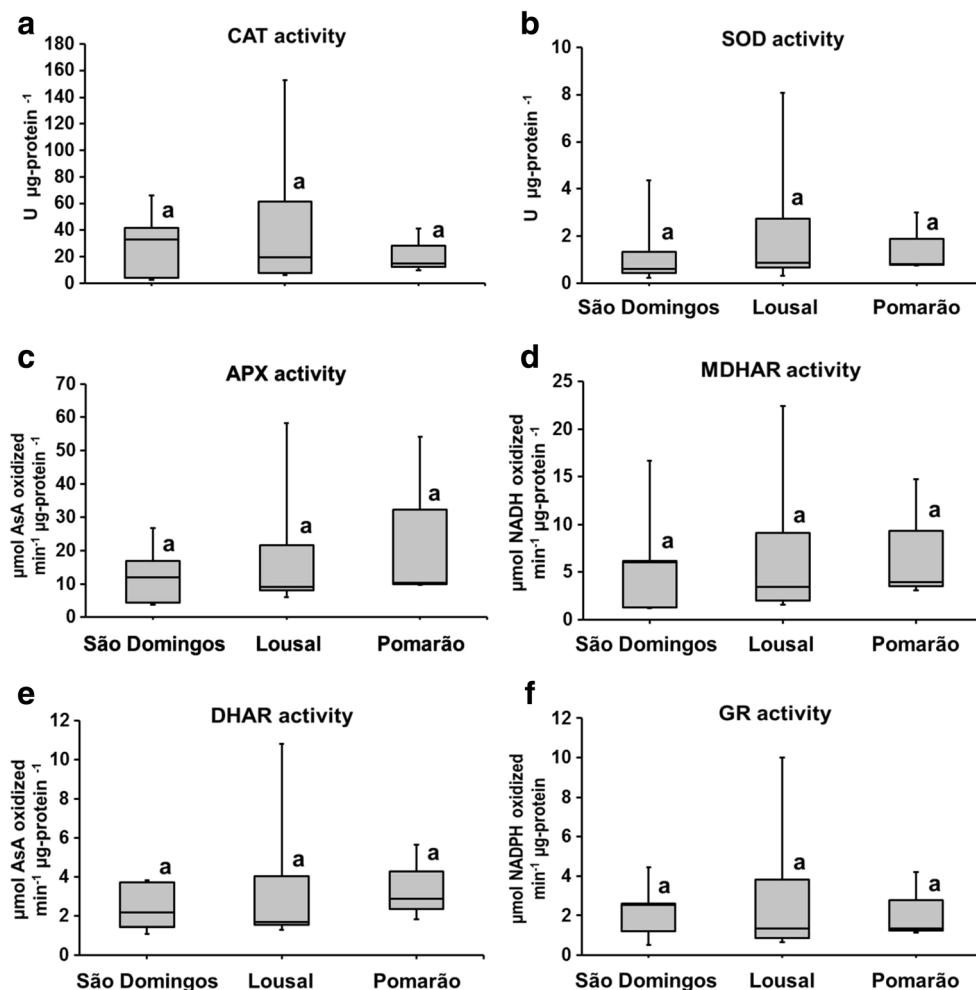 a
CAT activity
U µg-protein -1
180
160
140
120
100
80
60
40
20
0
a
a
a
b
SOD activity
U µg-protein -1
10
8
6
4
2
0
a
a
a
São Domingos Lousal Pomarão
c
APX activity
µmol AsA oxidized
min-1 µg-protein -1
70
60
50
40
30
20
10
0
a
a
a
São Domingos Lousal Pomarão
d
MDHAR activity
µmol NADH oxidized
min-1 µg-protein -1
25
20
15
10
5
0
a
a
a
São Domingos Lousal Pomarão
e
DHAR activity
µmol AsA oxidized
min-1 µg-protein -1
12
10
8
6
4
2
0
a
a
a
São Domingos Lousal Pomarão
f
GR activity
µmol NADPH oxidized
min-1 µg-protein
12
10
8
6
4
2
0
a
a
a
São Domingos Lousal Pomarão